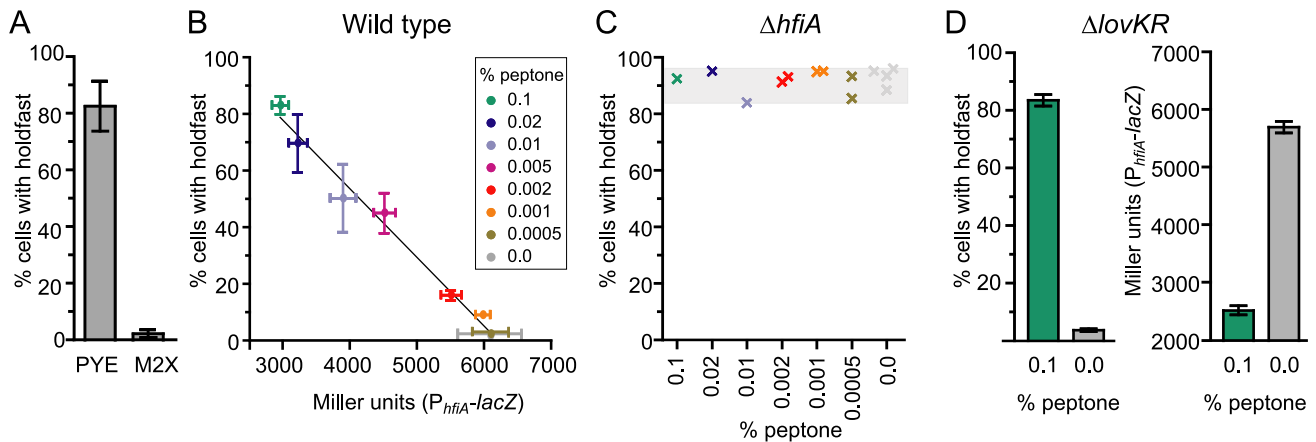 A
% cells with holdfast
100
80
60
40
20
0
PYE M2X
B
Wild type
% cells with holdfast
100
80
60
40
20
0
3000 4000 5000 6000 7000
Miller units (PhfiA-lacZ)
% peptone
0.1
0.02
0.01
0.005
0.002
0.001
0.0005
0.0
C
ΔhfiA
% cells with holdfast
100
80
60
40
20
0
0.1
0.02
0.01
0.002
0.001
0.0005
0.0
% peptone
D
ΔlovKR
% cells with holdfast
100
80
60
40
20
0
0.1 0.0
% peptone
Miller units (PhfiA-lacZ)
7000
6000
5000
4000
3000
2000
0.1 0.0
% peptone